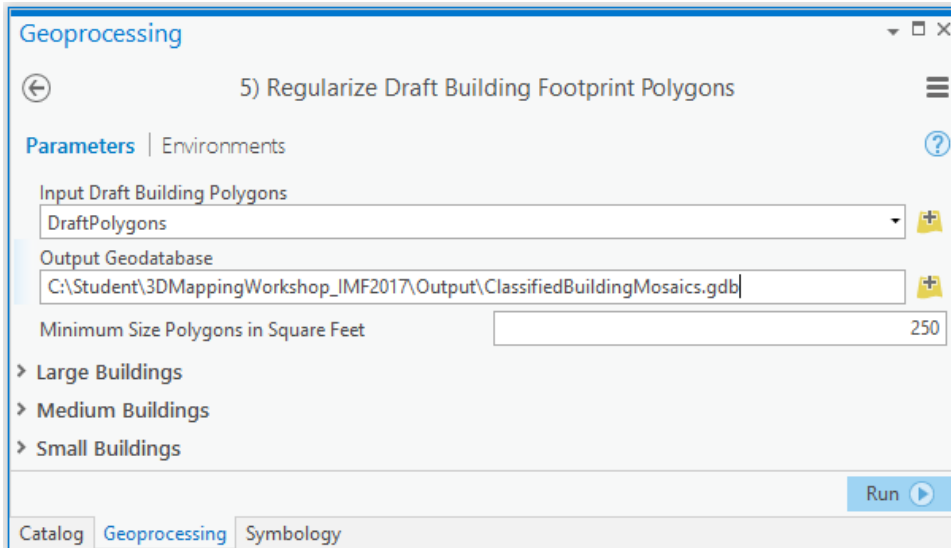 Geoprocessing
5) Regularize Draft Building Footprint Polygons
Parameters | Environments
Input Draft Building Polygons
DraftPolygons
Output Geodatabase
C:\Student\3DMappingWorkshop_IMF2017\Output\ClassifiedBuildingMosaics.gdb
Minimum Size Polygons in Square Feet 250
Large Buildings
Medium Buildings
Small Buildings
Run
Catalog Geoprocessing Symbology